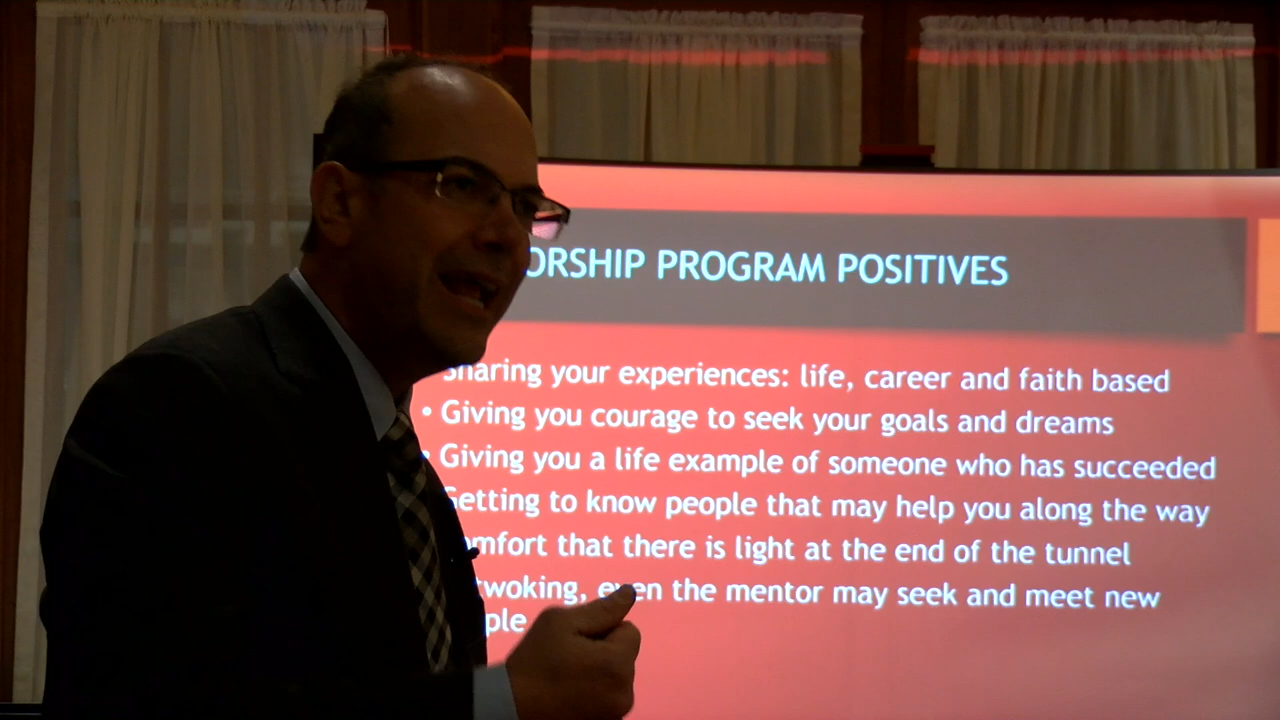 ORSHIP PROGRAM POSITIVES
Sharing your experiences: life, career and faith based
• Giving you courage to seek your goals and dreams
• Giving you a life example of someone who has succeeded
Getting to know people that may help you along the way
omfort that there is light at the end of the tunnel
twoking, even the mentor may seek and meet new
ple